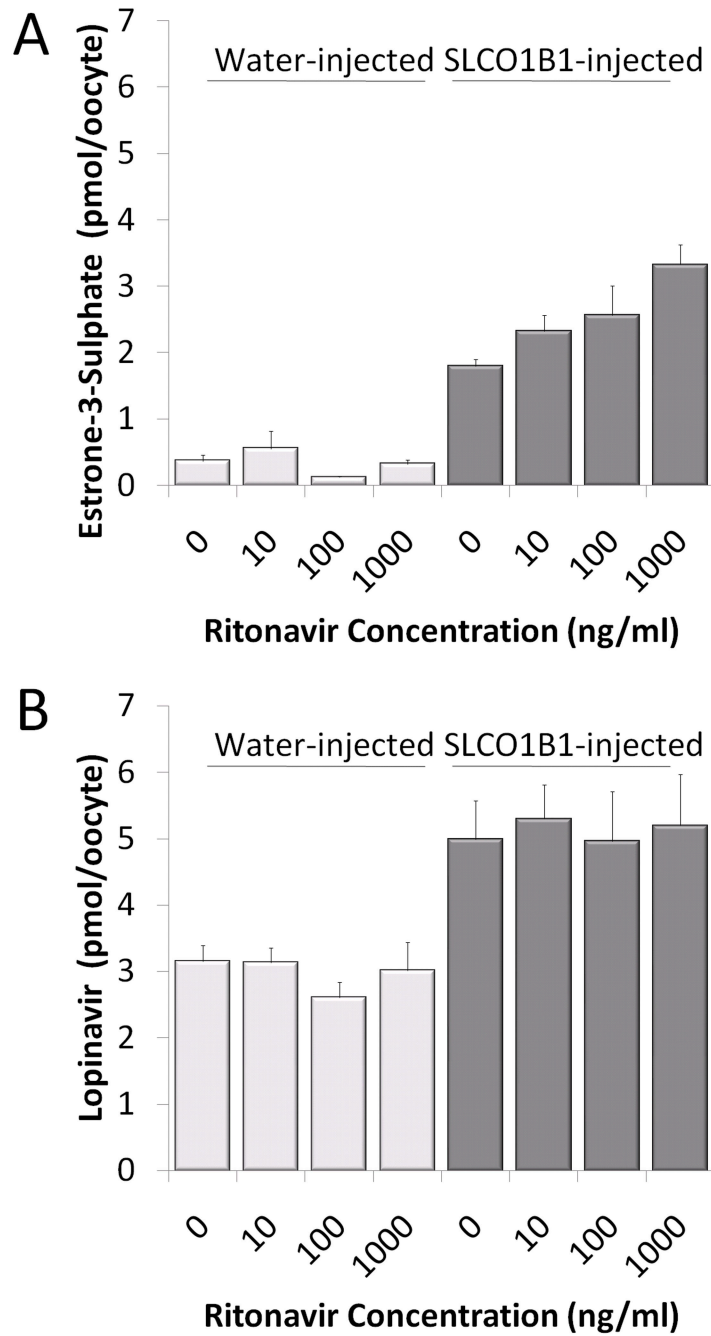 A
7
6
5
4
3
2
1
0
Estrone-3-Sulphate (pmol/oocyte)
Water-injected SLCO1B1-injected
0 10 100 1000 0 10 100 1000
Ritonavir Concentration (ng/ml)
B
7
6
5
4
3
2
1
0
Lopinavir (pmol/oocyte)
Water-injected SLCO1B1-injected
0 10 100 1000 0 10 100 1000
Ritonavir Concentration (ng/ml)